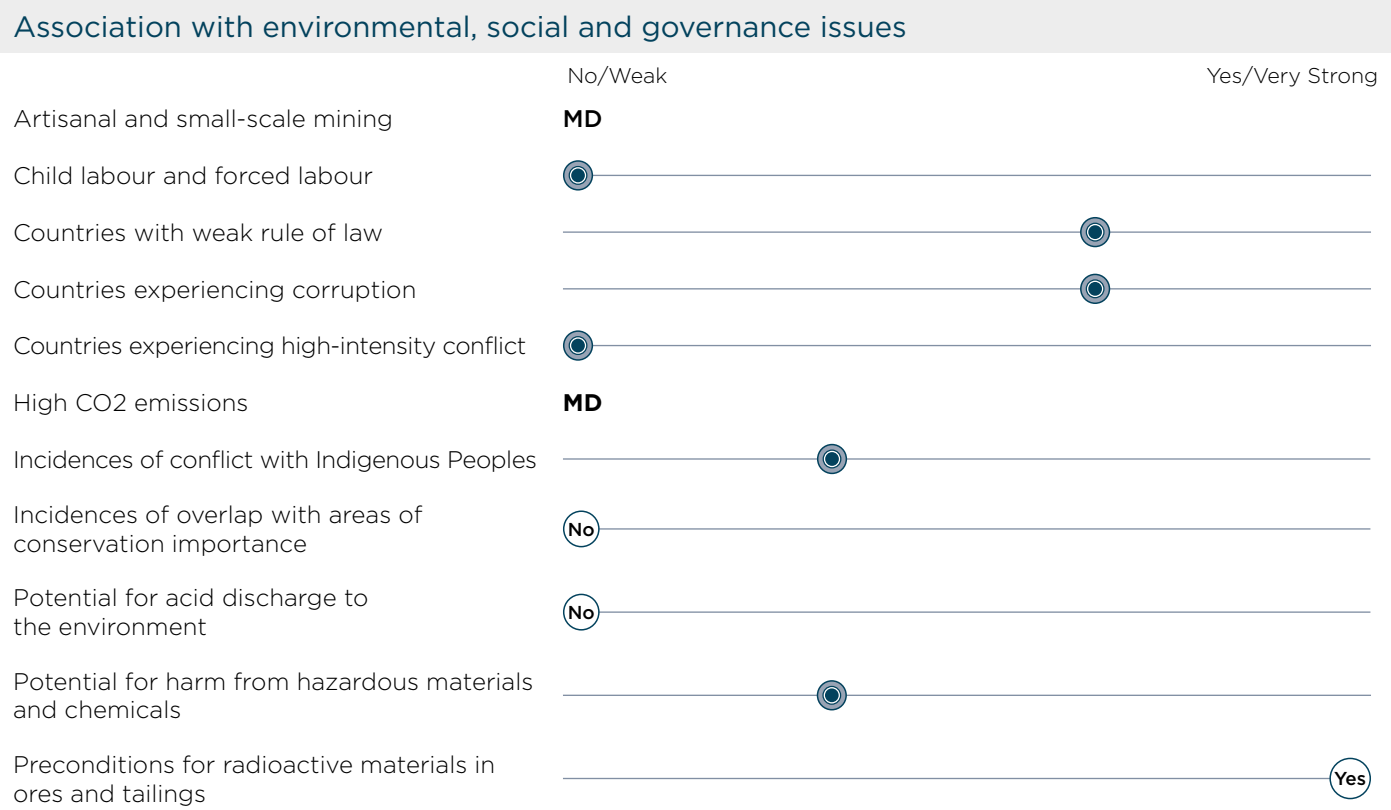 Association with environmental, social and governance issues
No/Weak
Yes/Very Strong
Artisanal and small-scale mining
MD
Child labour and forced labour
Countries with weak rule of law
Countries experiencing corruption
Countries experiencing high-intensity conflict
High CO2 emissions
MD
Incidences of conflict with Indigenous Peoples
Incidences of overlap with areas of
conservation importance
No
Potential for acid discharge to
the environment
No
Potential for harm from hazardous materials
and chemicals
Preconditions for radioactive materials in
ores and tailings
Yes